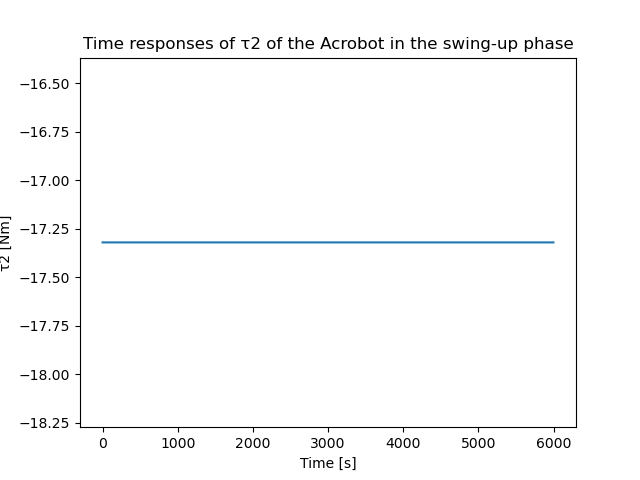 Time responses of τ2 of the Acrobot in the swing-up phase
τ2 [Nm]
−16.50
−16.75
−17.00
−17.25
−17.50
−17.75
−18.00
−18.25
0 1000 2000 3000 4000 5000 6000
Time [s]